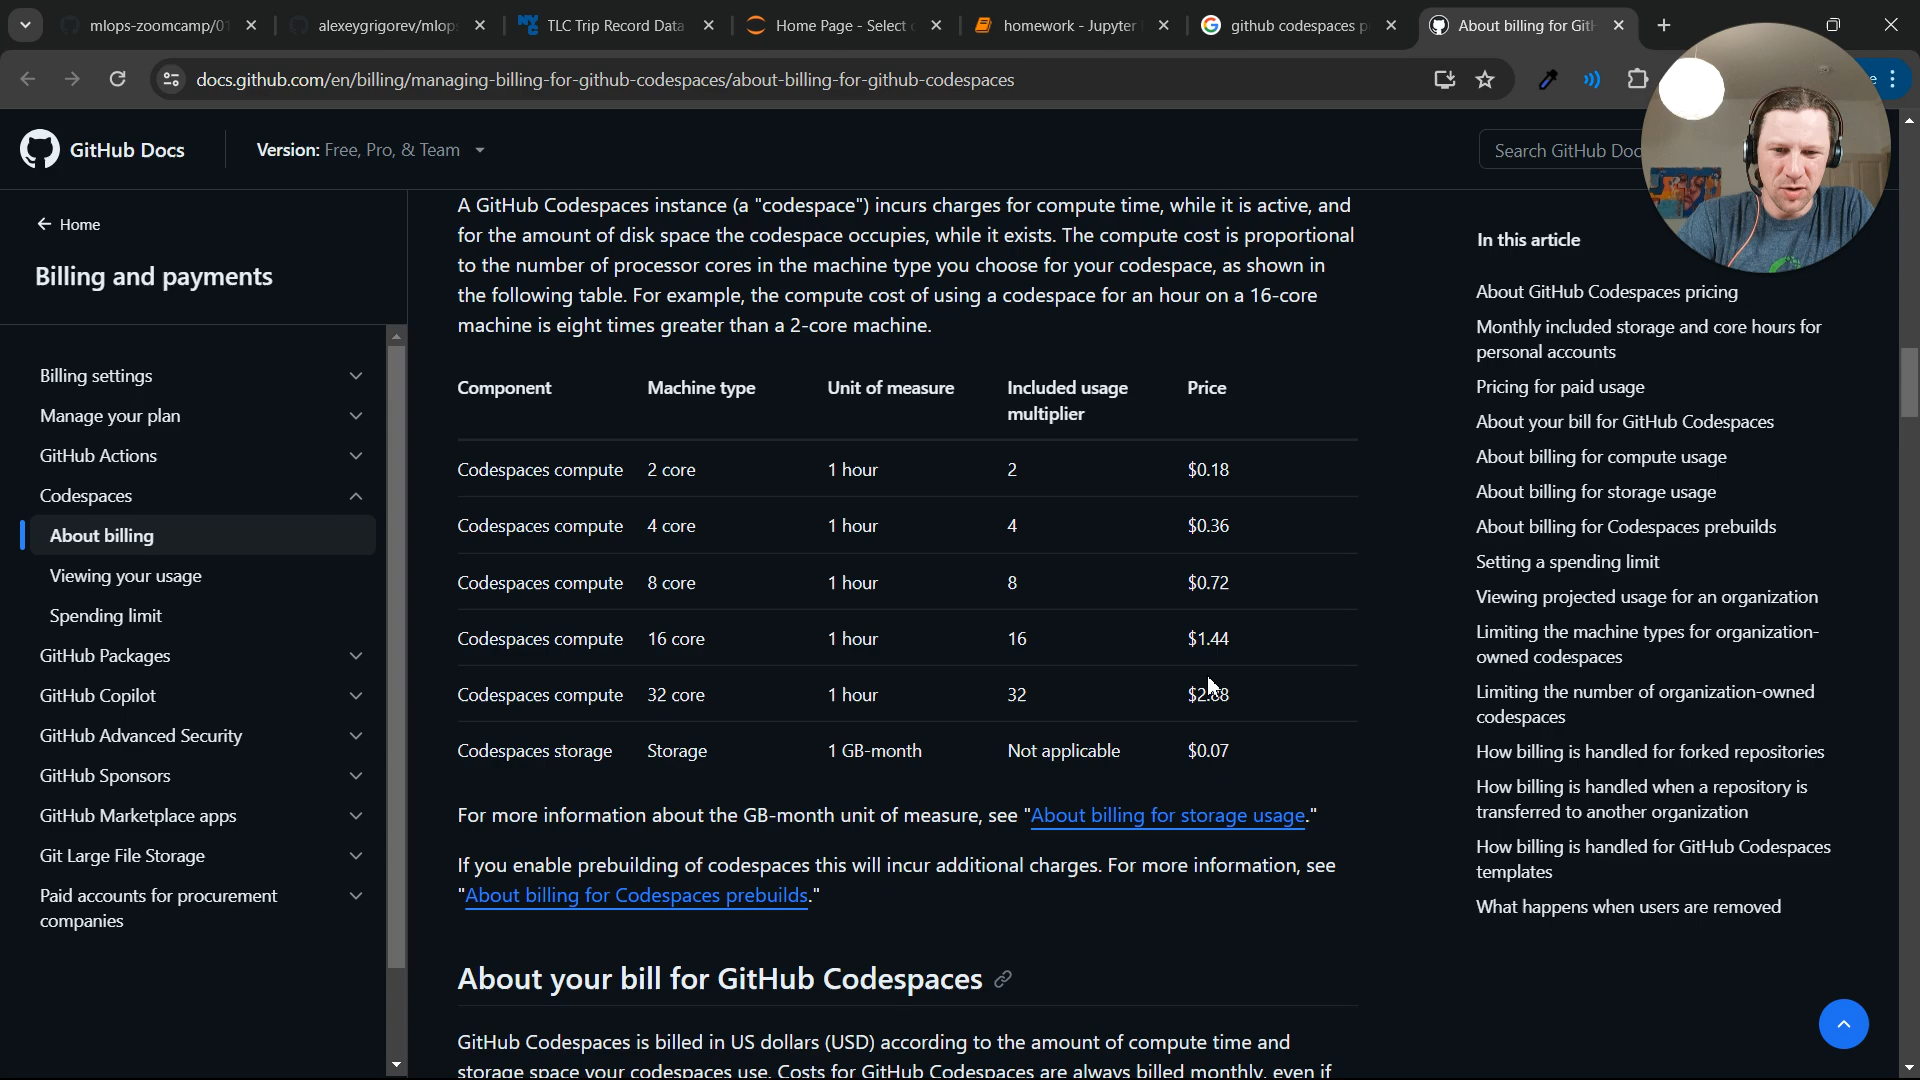 mlops-zoomcamp/01
alexeygrigorev/mlop
TLC Trip Record Data
Home Page - Select
homework - Jupyter
github codespaces p
About billing for Git
docs.github.com/en/billing/managing-billing-for-github-codespaces/about-billing-for-github-codespaces
GitHub Docs
Version: Free, Pro, & Team
Search GitHub Doc
Home
Billing and payments
Billing settings
Manage your plan
GitHub Actions
Codespaces
About billing
Viewing your usage
Spending limit
GitHub Packages
GitHub Copilot
GitHub Advanced Security
GitHub Sponsors
GitHub Marketplace apps
Git Large File Storage
Paid accounts for procurement
companies
A GitHub Codespaces instance (a "codespace") incurs charges for compute time, while it is active, and
for the amount of disk space the codespace occupies, while it exists. The compute cost is proportional
to the number of processor cores in the machine type you choose for your codespace, as shown in
the following table. For example, the compute cost of using a codespace for an hour on a 16-core
machine is eight times greater than a 2-core machine.
Component Machine type Unit of measure Included usage multiplier Price
Codespaces compute 2 core 1 hour 2 $0.18
Codespaces compute 4 core 1 hour 4 $0.36
Codespaces compute 8 core 1 hour 8 $0.72
Codespaces compute 16 core 1 hour 16 $1.44
Codespaces compute 32 core 1 hour 32 $2.88
Codespaces storage Storage 1 GB-month Not applicable $0.07
For more information about the GB-month unit of measure, see "About billing for storage usage."
If you enable prebuilding of codespaces this will incur additional charges. For more information, see
"About billing for Codespaces prebuilds."
About your bill for GitHub Codespaces
GitHub Codespaces is billed in US dollars (USD) according to the amount of compute time and
storage space your codespaces use. Costs for GitHub Codespaces are always billed monthly, even if
In this article
About GitHub Codespaces pricing
Monthly included storage and core hours for
personal accounts
Pricing for paid usage
About your bill for GitHub Codespaces
About billing for compute usage
About billing for storage usage
About billing for Codespaces prebuilds
Setting a spending limit
Viewing projected usage for an organization
Limiting the machine types for organization-
owned codespaces
Limiting the number of organization-owned
codespaces
How billing is handled for forked repositories
How billing is handled when a repository is
transferred to another organization
How billing is handled for GitHub Codespaces
templates
What happens when users are removed